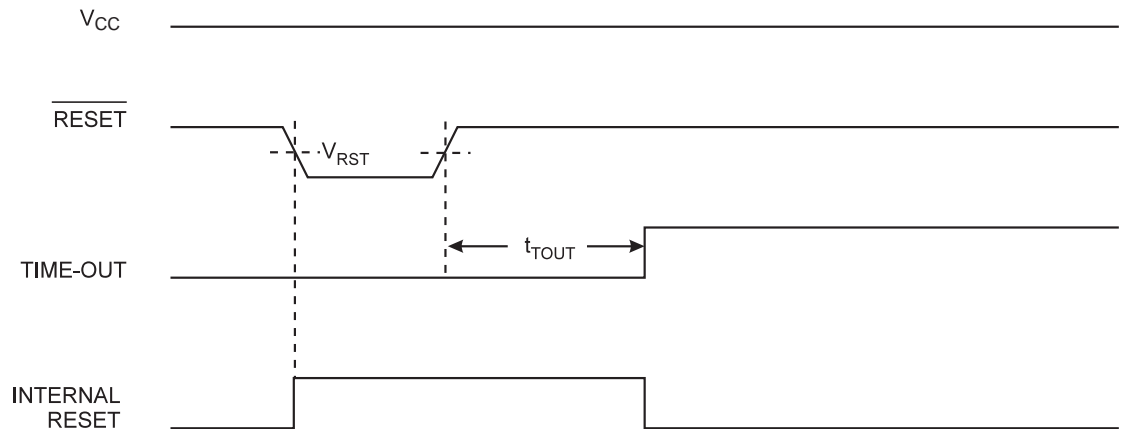 VCC
RESET
VRST
tTOUT
TIME-OUT
INTERNAL
RESET